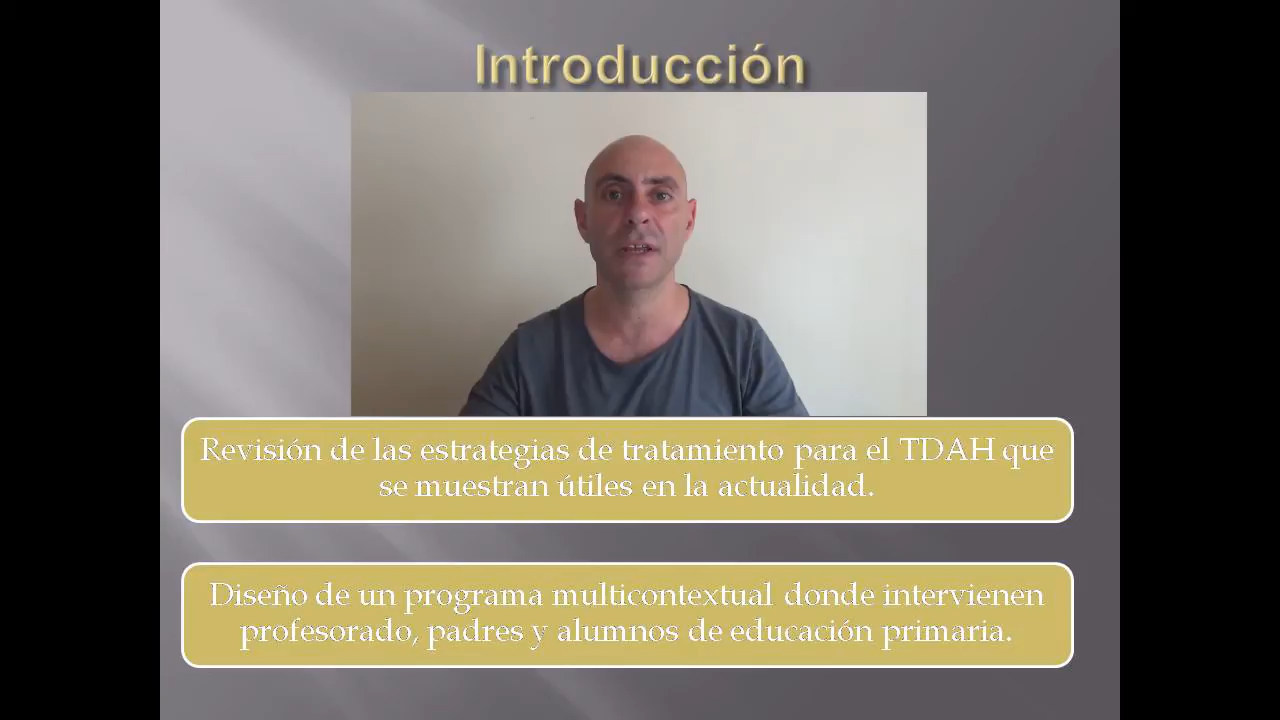 Introducción
Revisión de las estrategias de tratamiento para el TDAH que
se muestran útiles en la actualidad.
Diseño de un programa multicontextual donde intervienen
profesorado, padres y alumnos de educación primaria.